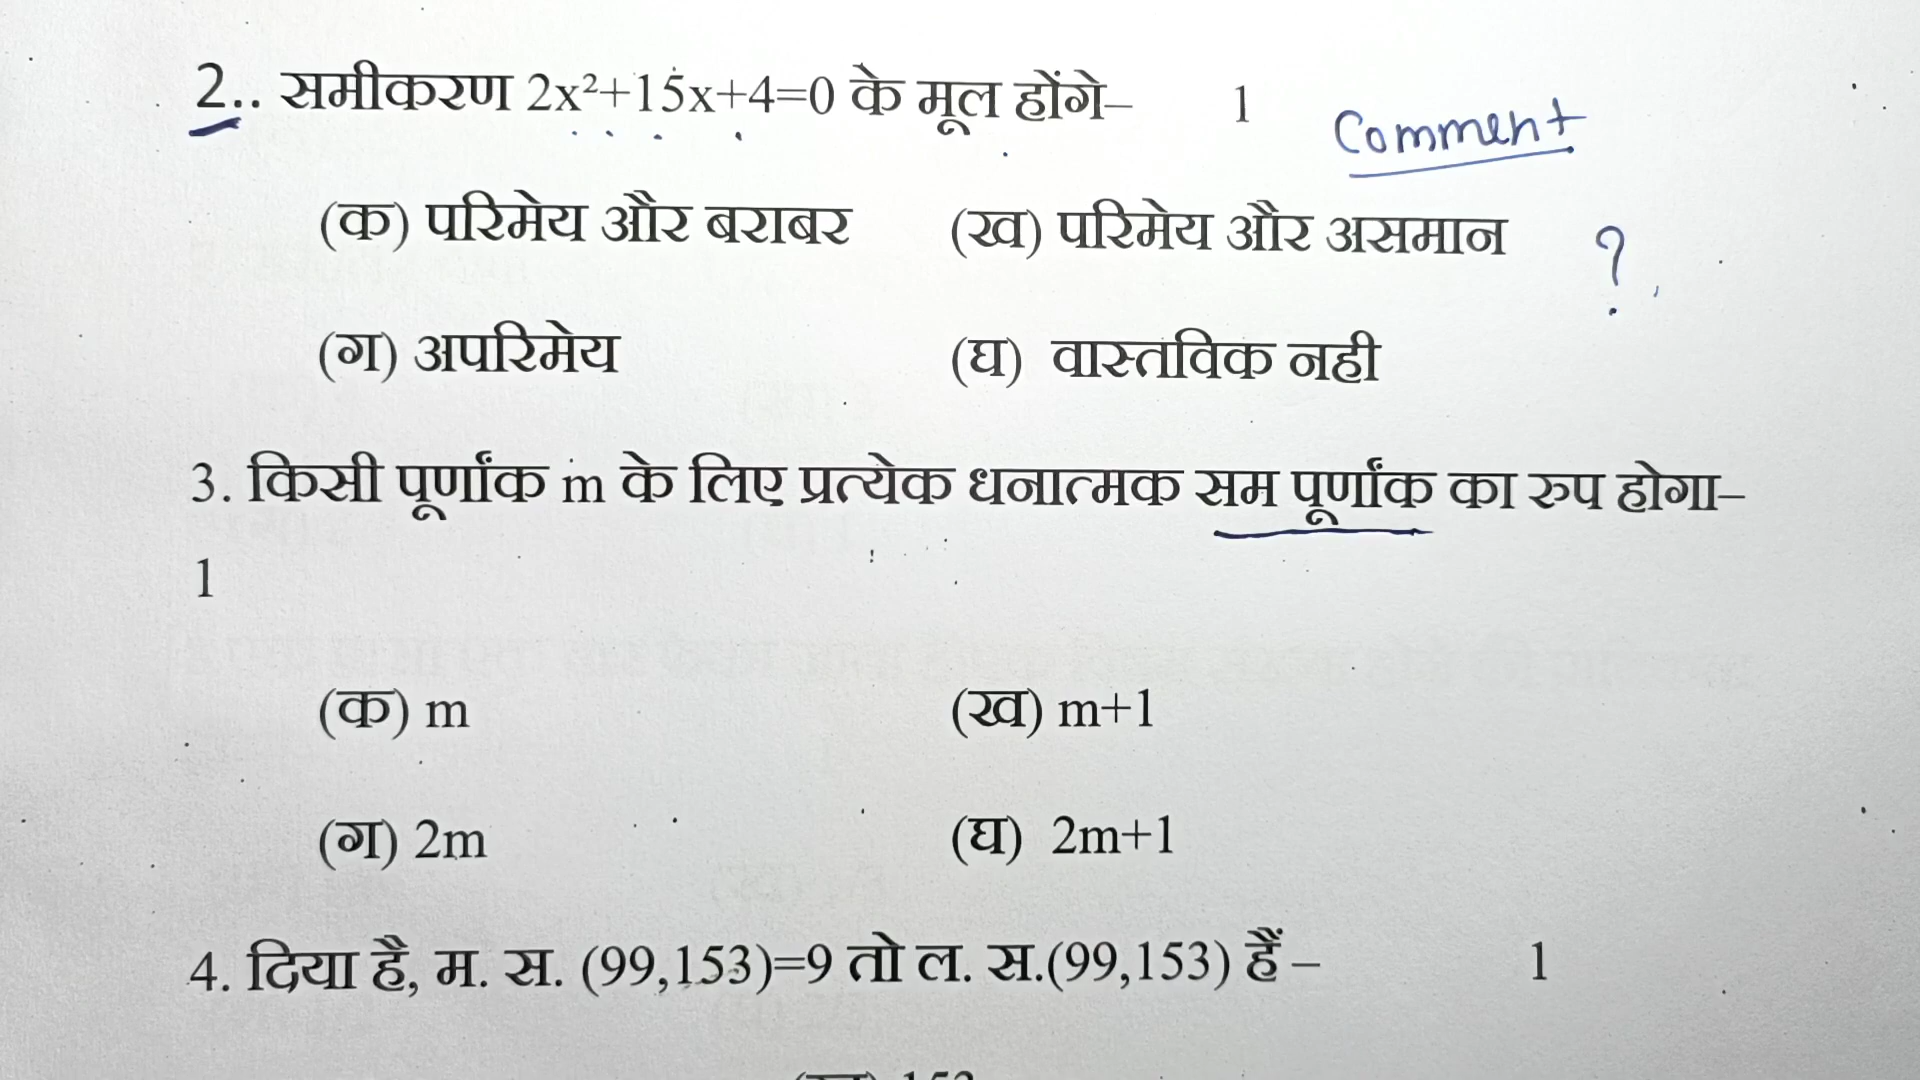 2.. समीकरण 2x²+15x+4=0 के मूल होंगे– 1
Comment
(क) परिमेय और बराबर (ख) परिमेय और असमान ?
(ग) अपरिमेय (घ) वास्तविक नही
3. किसी पूर्णांक m के लिए प्रत्येक धनात्मक सम पूर्णांक का रुप होगा–
1
(क) m (ख) m+1
(ग) 2m (घ) 2m+1
4. दिया है, म. स. (99,153)=9 तो ल. स.(99,153) हैं – 1